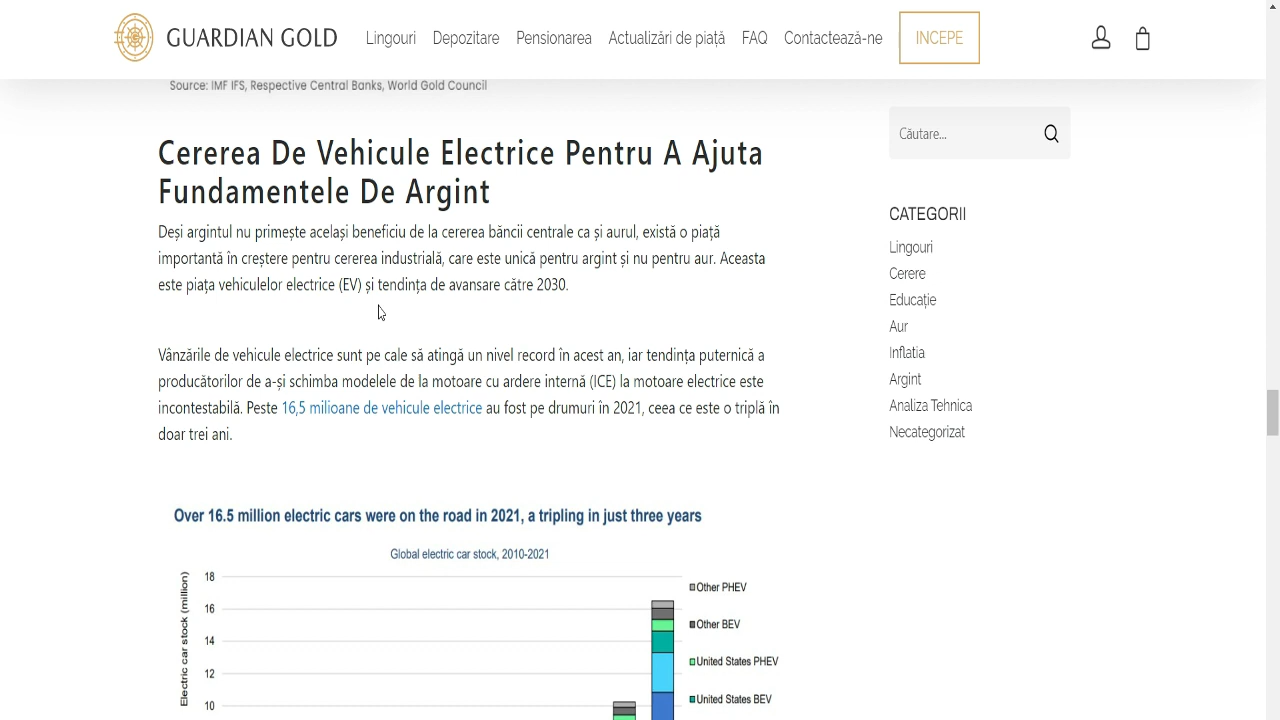 GUARDIAN GOLD
Lingouri Depozitare Pensionarea Actualizări de piață FAQ Contactează-ne INCEPE
Source: IMF IFS, Respective Central Banks, World Gold Council
Căutare...
Cererea De Vehicule Electrice Pentru A Ajuta
Fundamentele De Argint
Deși argintul nu primește același beneficiu de la cererea băncii centrale ca și aurul, există o piață
importantă în creștere pentru cererea industrială, care este unică pentru argint și nu pentru aur. Aceasta
este piața vehiculelor electrice (EV) și tendința de avansare către 2030.
Vânzările de vehicule electrice sunt pe cale să atingă un nivel record în acest an, iar tendința puternică a
producătorilor de a-și schimba modelele de la motoare cu ardere internă (ICE) la motoare electrice este
incontestabilă. Peste 16,5 milioane de vehicule electrice au fost pe drumuri în 2021, ceea ce este o triplă în
doar trei ani.
CATEGORII
Lingouri
Cerere
Educație
Aur
Inflatia
Argint
Analiza Tehnica
Necategorizat
Over 16.5 million electric cars were on the road in 2021, a tripling in just three years
Global electric car stock, 2010-2021
Electric car stock (million)
18
16
14
12
10
Other PHEV
Other BEV
United States PHEV
United States BEV